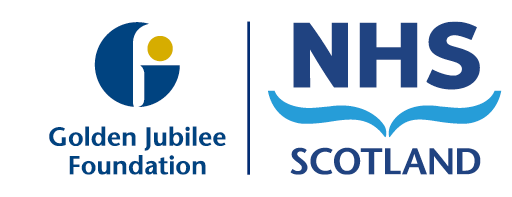 Golden Jubilee
Foundation
NHS
SCOTLAND